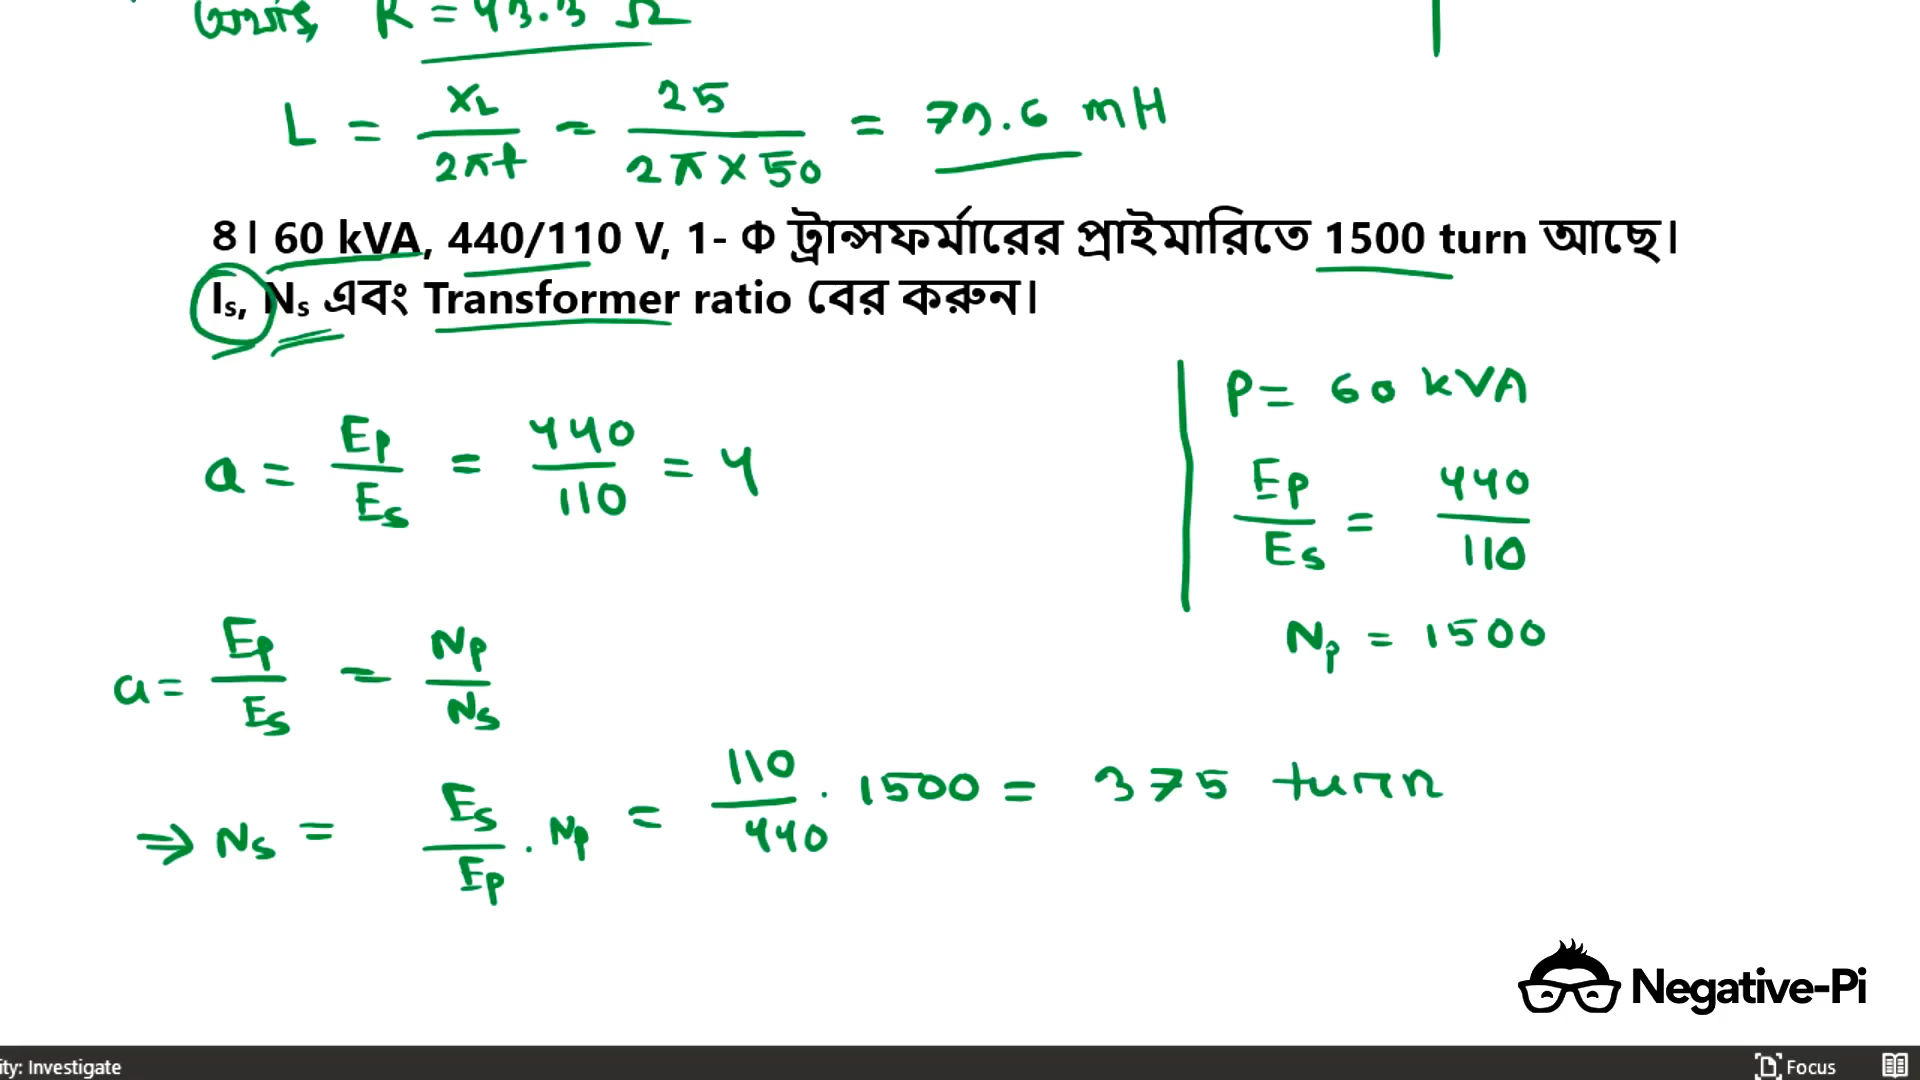 অর্থাৎ, R = 43.3 Ω
L = XL / 2πf = 25 / 2π × 50 = 79.6 mH
৪। 60 kVA, 440/110 V, 1- Φ ট্রান্সফর্মারের প্রাইমারিতে 1500 turn আছে।
Is, Ns এবং Transformer ratio বের করুন।
P = 60 kVA
a = Ep / Es = 440 / 110 = 4
Ep / Es = 440 / 110
Np = 1500
a = Ep / Es = Np / Ns
⇒ Ns = Es / Ep . Np = 110 / 440 . 1500 = 375 turn
Negative-Pi
ity: Investigate
Focus